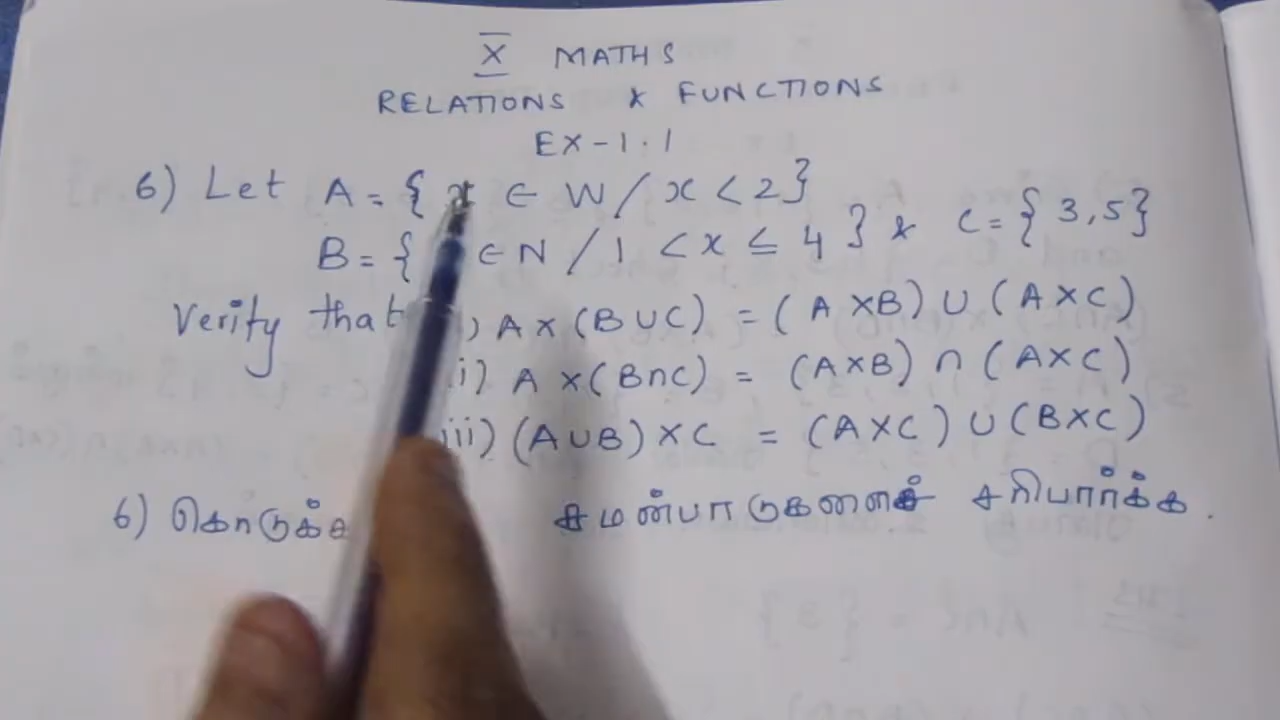 X MATHS
RELATIONS & FUNCTIONS
EX-1.1
6) Let A = { x ∈ W / x < 2}
B = { ∈ N / 1 < x ≤ 4 } & C = { 3, 5}
Verify that ) A × (B ∪ C) = ( A × B) ∪ ( A × C)
i) A × (B ∩ C) = (A × B) ∩ (A × C)
iii) (A ∪ B) × C = (A × C) ∪ (B × C)
6) சமன்பாடுகளைச் சரிபார்க்க .